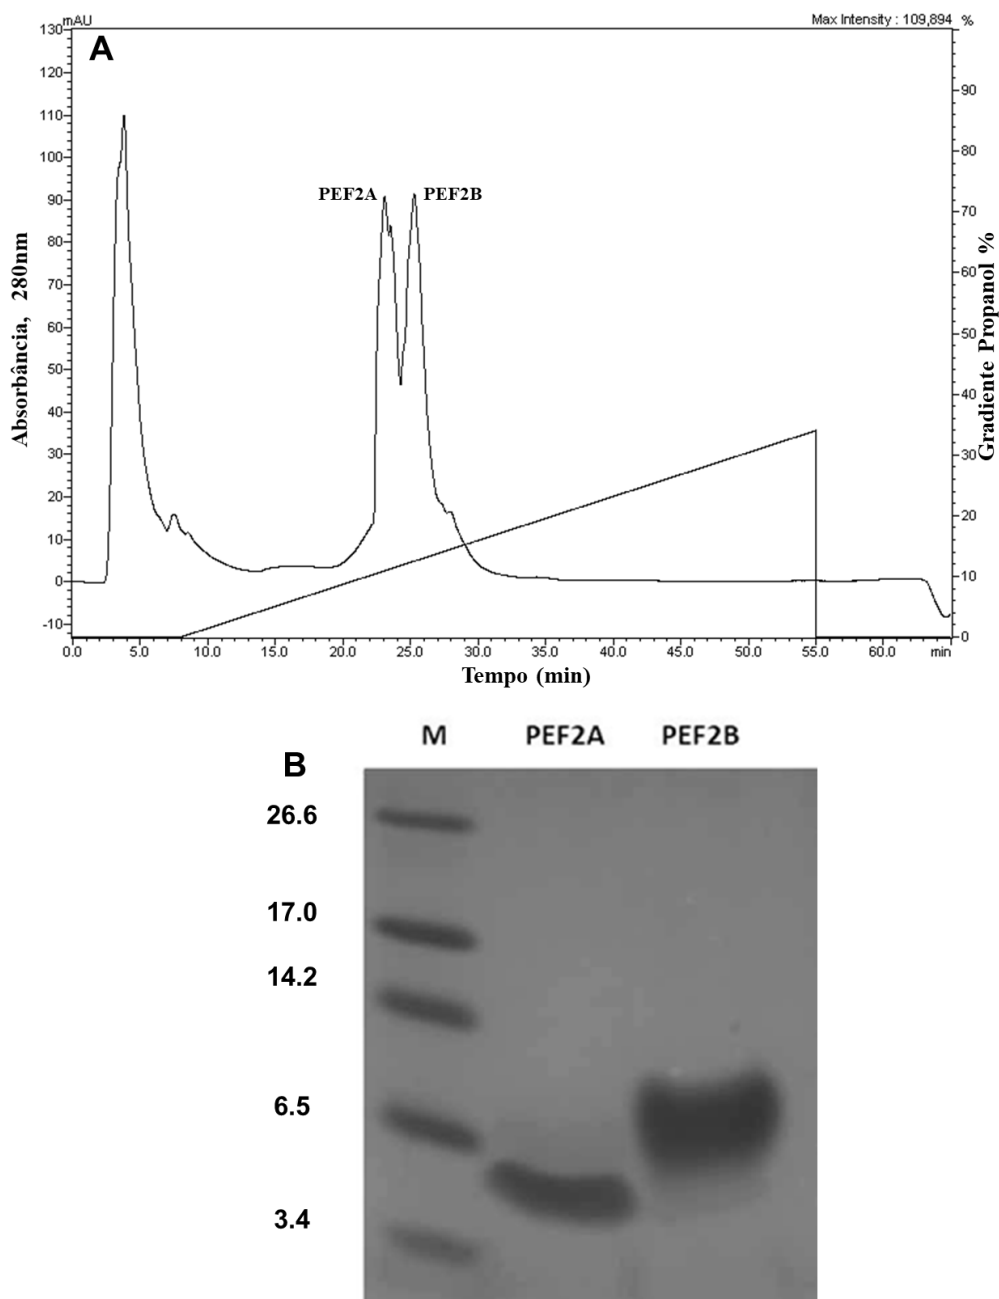 mAU
Max Intensity : 109,894 %
A
130
120
110
100
90
80
70
60
50
40
30
20
10
0
-10
Absorbância, 280nm
PEF2A
PEF2B
90
80
70
60
50
40
30
20
10
0
Gradiente Propanol %
0.0 5.0 10.0 15.0 20.0 25.0 30.0 35.0 40.0 45.0 50.0 55.0 60.0 min
Tempo (min)
M PEF2A PEF2B
B
26.6
17.0
14.2
6.5
3.4